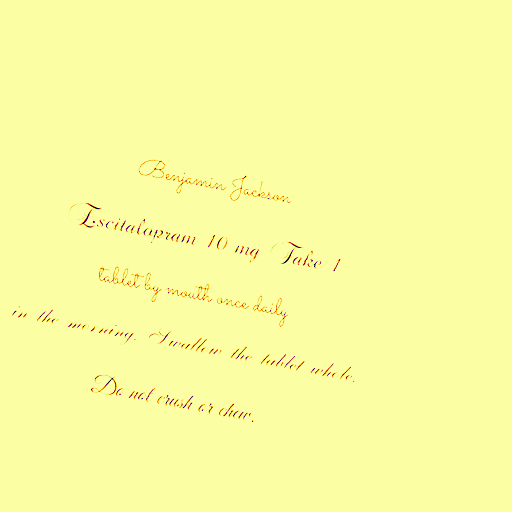 Benjamin Jackson
Escitalopram 10 mg Take 1
tablet by mouth once daily
in the morning. Swallow the tablet whole.
Do not crush or chew.